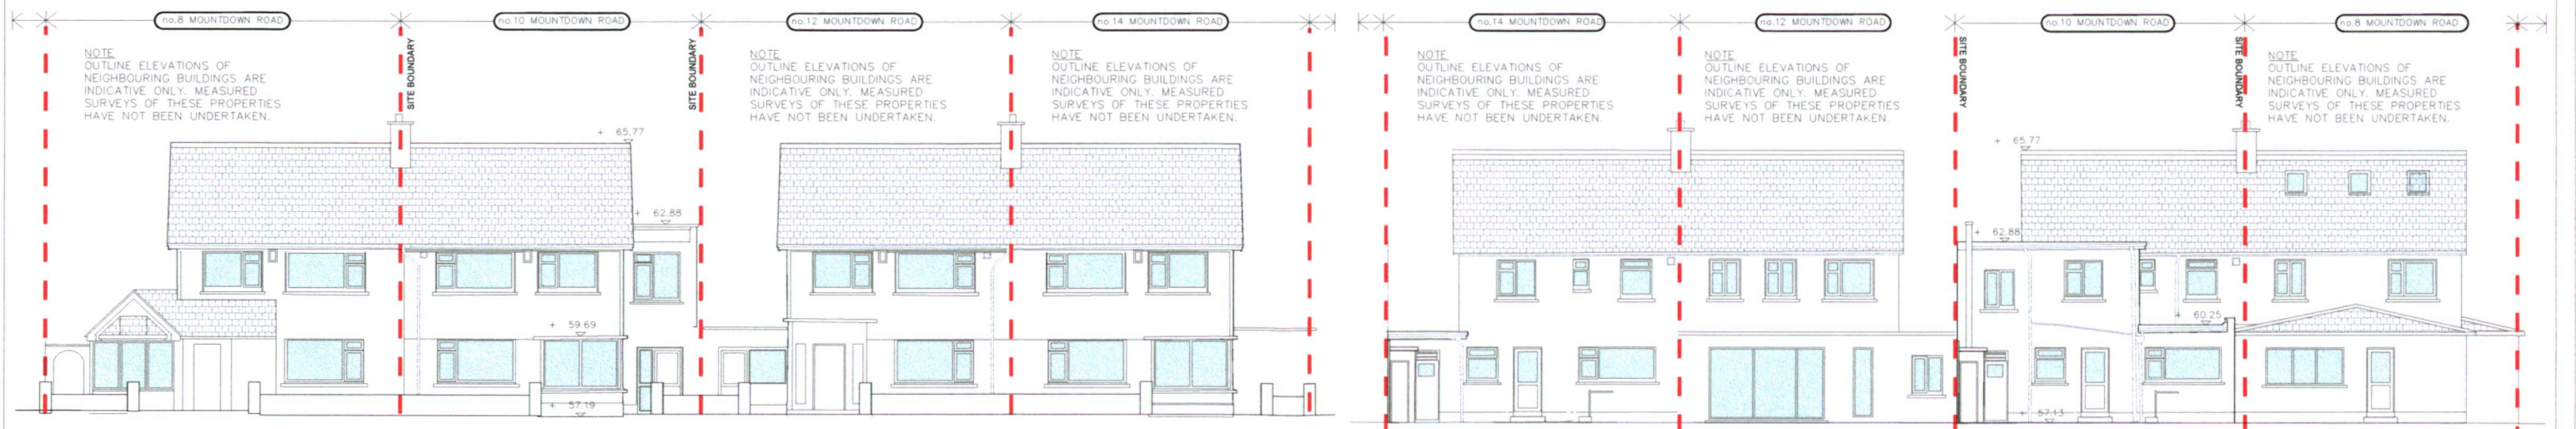 no.8 MOUNTDOWN ROAD
no.10 MOUNTDOWN ROAD
no.12 MOUNTDOWN ROAD
no.14 MOUNTDOWN ROAD
no.14 MOUNTDOWN ROAD
no.12 MOUNTDOWN ROAD
no.10 MOUNTDOWN ROAD
no.8 MOUNTDOWN ROAD
NOTE
OUTLINE ELEVATIONS OF
NEIGHBOURING BUILDINGS ARE
INDICATIVE ONLY. MEASURED
SURVEYS OF THESE PROPERTIES
HAVE NOT BEEN UNDERTAKEN.
SITE BOUNDARY
SITE BOUNDARY
NOTE
OUTLINE ELEVATIONS OF
NEIGHBOURING BUILDINGS ARE
INDICATIVE ONLY. MEASURED
SURVEYS OF THESE PROPERTIES
HAVE NOT BEEN UNDERTAKEN.
NOTE
OUTLINE ELEVATIONS OF
NEIGHBOURING BUILDINGS ARE
INDICATIVE ONLY. MEASURED
SURVEYS OF THESE PROPERTIES
HAVE NOT BEEN UNDERTAKEN.
NOTE
OUTLINE ELEVATIONS OF
NEIGHBOURING BUILDINGS ARE
INDICATIVE ONLY. MEASURED
SURVEYS OF THESE PROPERTIES
HAVE NOT BEEN UNDERTAKEN.
NOTE
OUTLINE ELEVATIONS OF
NEIGHBOURING BUILDINGS ARE
INDICATIVE ONLY. MEASURED
SURVEYS OF THESE PROPERTIES
HAVE NOT BEEN UNDERTAKEN.
SITE BOUNDARY
SITE BOUNDARY
NOTE
OUTLINE ELEVATIONS OF
NEIGHBOURING BUILDINGS ARE
INDICATIVE ONLY. MEASURED
SURVEYS OF THESE PROPERTIES
HAVE NOT BEEN UNDERTAKEN.
+ 65.77
+ 62.88
+ 59.69
+ 57.19
+ 65.77
+ 62.88
+ 60.25
+ 57.13